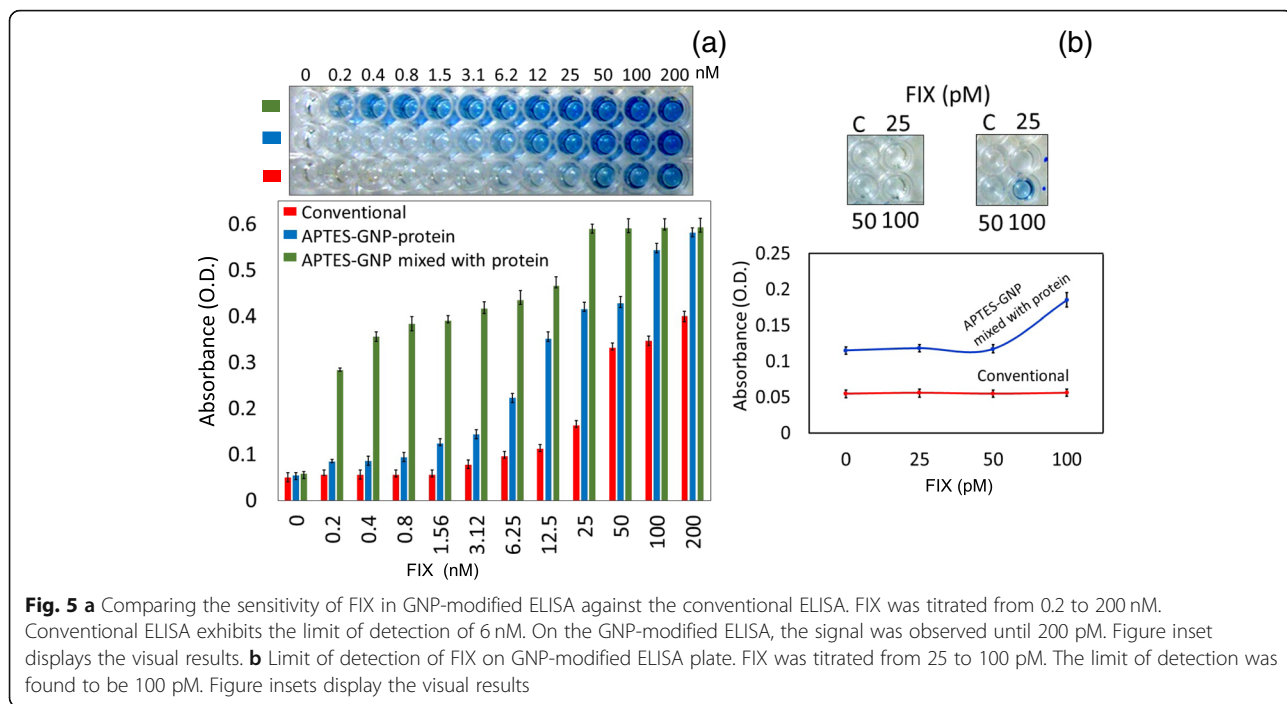 (a)
0 0.2 0.4 0.8 1.5 3.1 6.2 12 25 50 100 200 nM
Conventional
APTES-GNP-protein
APTES-GNP mixed with protein
Absorbance (O.D.)
0.6
0.5
0.4
0.3
0.2
0.1
0
0 0.2 0.4 0.8 1.56 3.12 6.25 12.5 25 50 100 200
FIX (nM)
(b)
FIX (pM)
C 25 C 25
50 100 50 100
Absorbance (O.D.)
0.25
0.2
0.15
0.1
0.05
0
APTES-GNP
mixed with protein
Conventional
0 25 50 100
FIX (pM)
Fig. 5 a Comparing the sensitivity of FIX in GNP-modified ELISA against the conventional ELISA. FIX was titrated from 0.2 to 200 nM.
Conventional ELISA exhibits the limit of detection of 6 nM. On the GNP-modified ELISA, the signal was observed until 200 pM. Figure inset
displays the visual results. b Limit of detection of FIX on GNP-modified ELISA plate. FIX was titrated from 25 to 100 pM. The limit of detection was
found to be 100 pM. Figure insets display the visual results